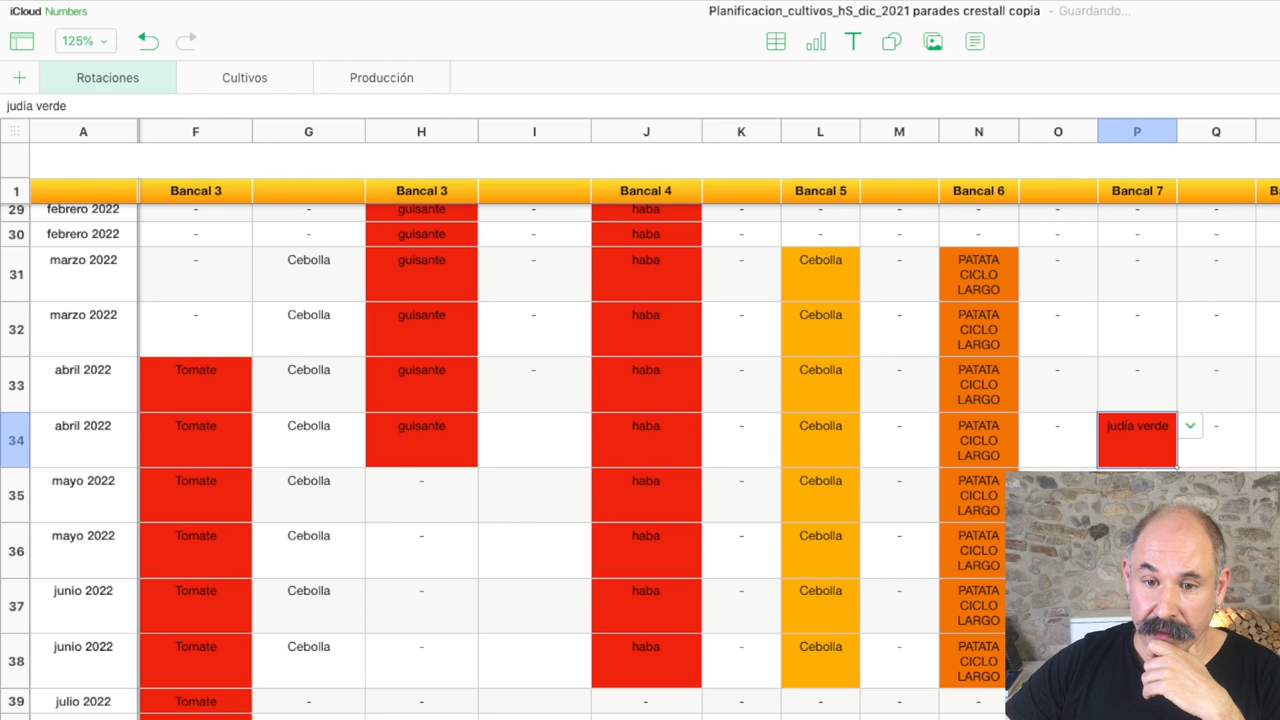 iCloud Numbers
Planificacion_cultivos_hS_dic_2021 parades crestall copia - Guardando...
125%
Rotaciones Cultivos Producción
judía verde
A F G H I J K L M N O P Q
1 Bancal 3 Bancal 3 Bancal 4 Bancal 5 Bancal 6 Bancal 7
29 febrero 2022 - - guisante - haba - - - - - - -
30 febrero 2022 - - guisante - haba - - - - - - -
31 marzo 2022 - Cebolla guisante - haba - Cebolla - PATATA CICLO LARGO - - -
32 marzo 2022 - Cebolla guisante - haba - Cebolla - PATATA CICLO LARGO - - -
33 abril 2022 Tomate Cebolla guisante - haba - Cebolla - PATATA CICLO LARGO - - -
34 abril 2022 Tomate Cebolla guisante - haba - Cebolla - PATATA CICLO LARGO - judía verde -
35 mayo 2022 Tomate Cebolla - - haba - Cebolla - PATATA CICLO LARGO
36 mayo 2022 Tomate Cebolla - - haba - Cebolla - PATATA CICLO LARGO
37 junio 2022 Tomate Cebolla - - haba - Cebolla - PATATA CICLO LARGO
38 junio 2022 Tomate Cebolla - - haba - Cebolla - PATATA CICLO LARGO
39 julio 2022 Tomate - - - - - - - -